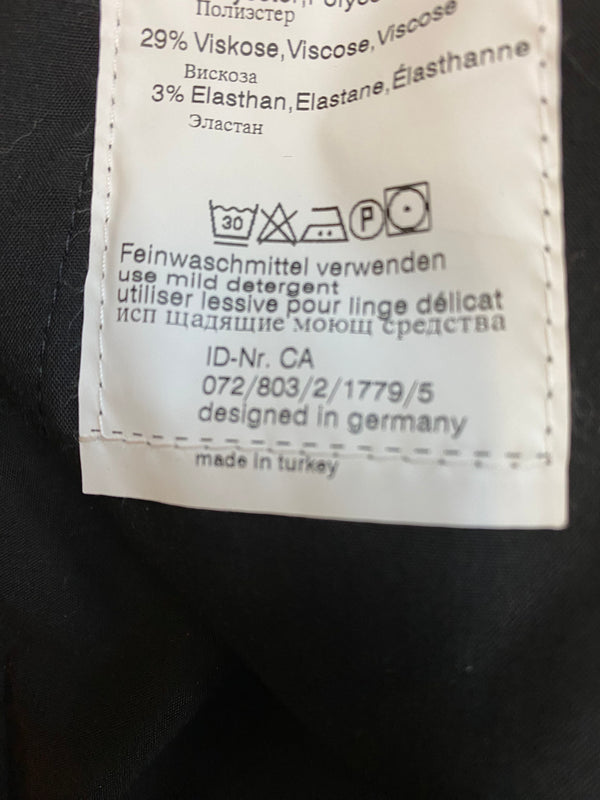 Полиэстер
29% Viskose,Viscose,Viscose
Вискоза
3% Elasthan,Elastane,Élasthanne
Эластан
30 P
Feinwaschmittel verwenden
use mild detergent
utiliser lessive pour linge délicat
исп щадящие моющ средства
ID-Nr. CA
072/803/2/1779/5
designed in germany
made in turkey